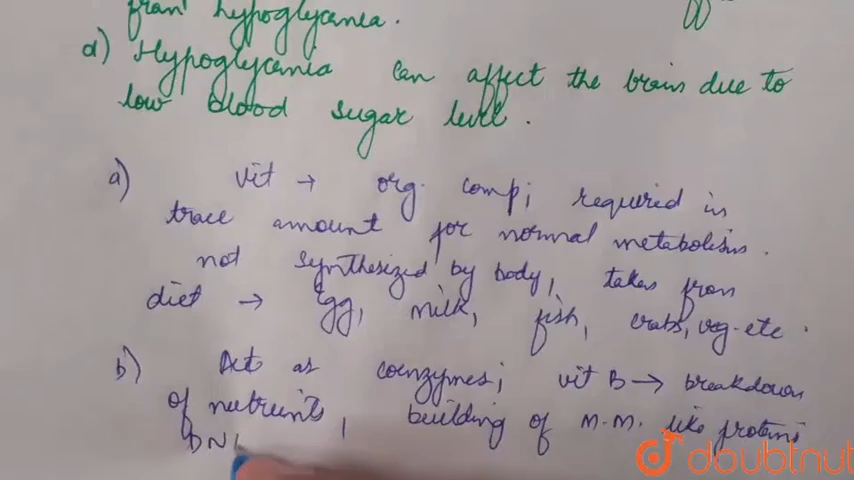 from hypoglycemia.
d) Hypoglycemia can affect the brain due to
low blood sugar level.
a) vit → org. comp; required in
trace amount for normal metabolism.
not synthesized by body, taken from
diet → Egg, milk, fish, crabs, veg. etc.
b) Act as coenzymes; vit B → breakdown
of nutrients, building of M.M. like proteins
DN
doubtnut